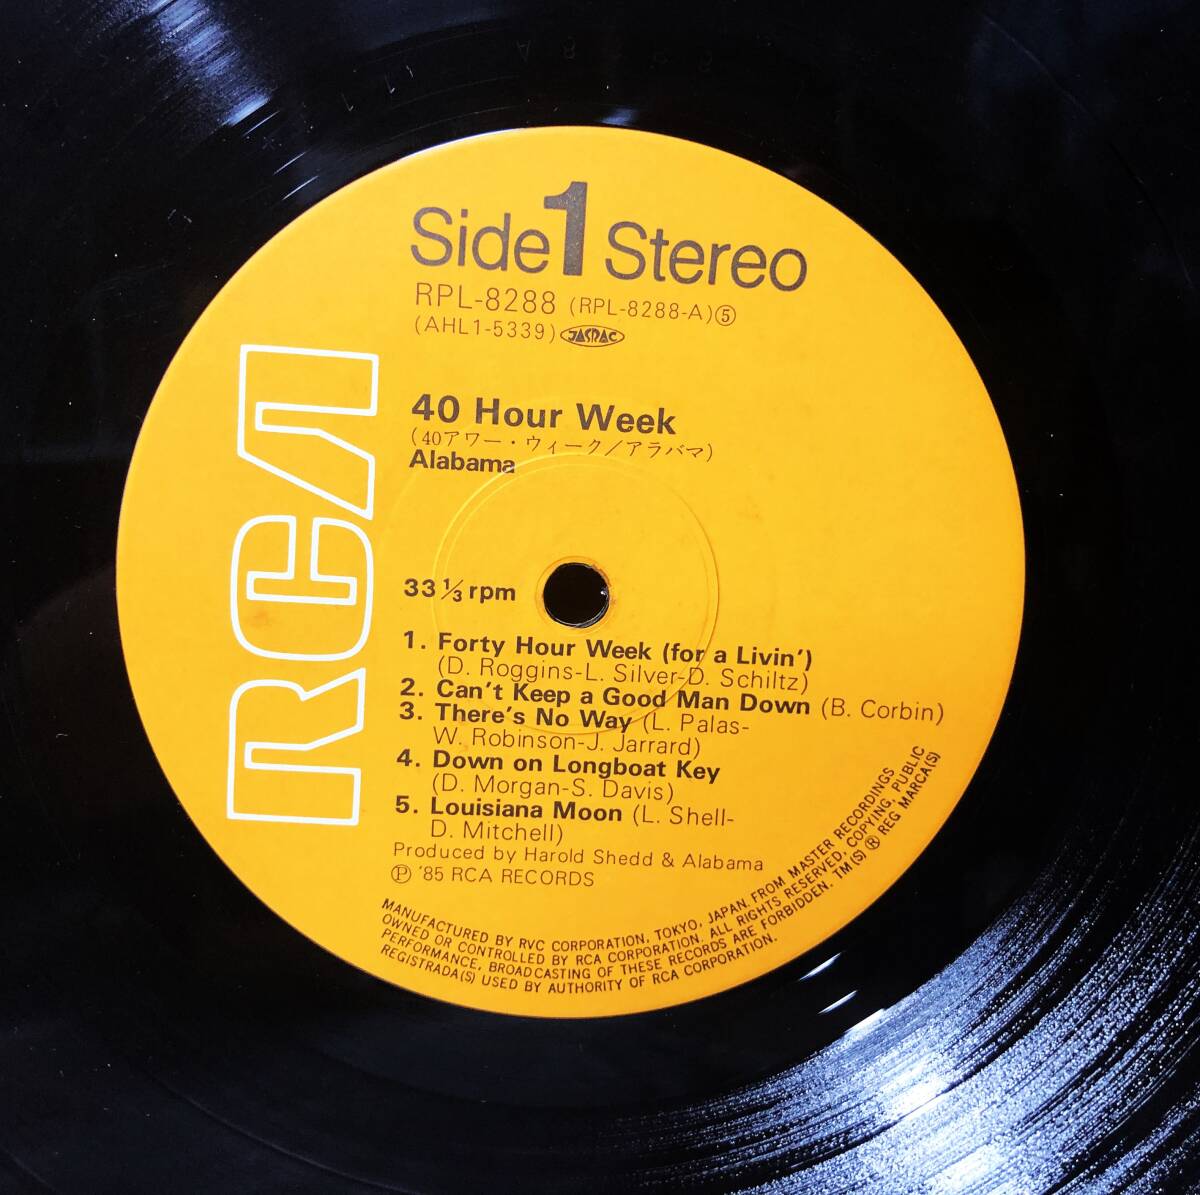 Side 1 Stereo
RPL-8288 (RPL-8288-A)⑤
(AHL1-5339) JASRAC
40 Hour Week
(40アワー・ウィーク/アラバマ)
Alabama
RCA
33 1/3 rpm
1. Forty Hour Week (for a Livin')
(D. Roggins-L. Silver-D. Schiltz)
2. Can't Keep a Good Man Down (B. Corbin)
3. There's No Way (L. Palas-
W. Robinson-J. Jarrard)
4. Down on Longboat Key
(D. Morgan-S. Davis)
5. Louisiana Moon (L. Shell-
D. Mitchell)
Produced by Harold Shedd & Alabama
Ⓟ '85 RCA RECORDS
MANUFACTURED BY RVC CORPORATION, TOKYO, JAPAN. FROM MASTER RECORDINGS
OWNED OR CONTROLLED BY RCA CORPORATION. ALL RIGHTS RESERVED, COPYING, PUBLIC
PERFORMANCE, BROADCASTING OF THESE RECORDS ARE FORBIDDEN. TM(S) ® REG MARCA(S)
REGISTRADA(S) USED BY AUTHORITY OF RCA CORPORATION.